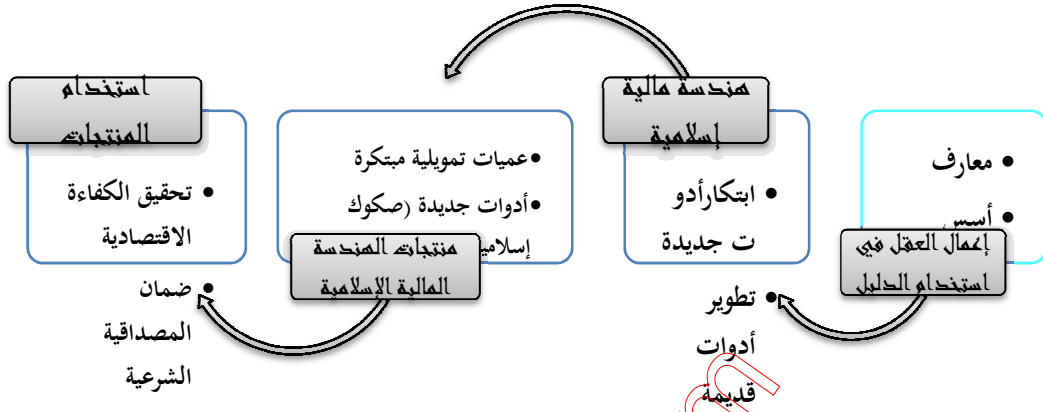 • معارف
• أسس
إعمال العقل في
استخدام الدليل
هندسة مالية
إسلامية
• ابتكارأدو
ت جديدة
• تطوير
أدوات
قديمة
•عميات تمويلية مبتكرة
•أدوات جديدة (صكوك
منتجات الهندسة
المالية الإسلامية
استخدام
المنتجات
• تحقيق الكفاءة
الاقتصادية
• ضمان
المصداقية
الشرعية